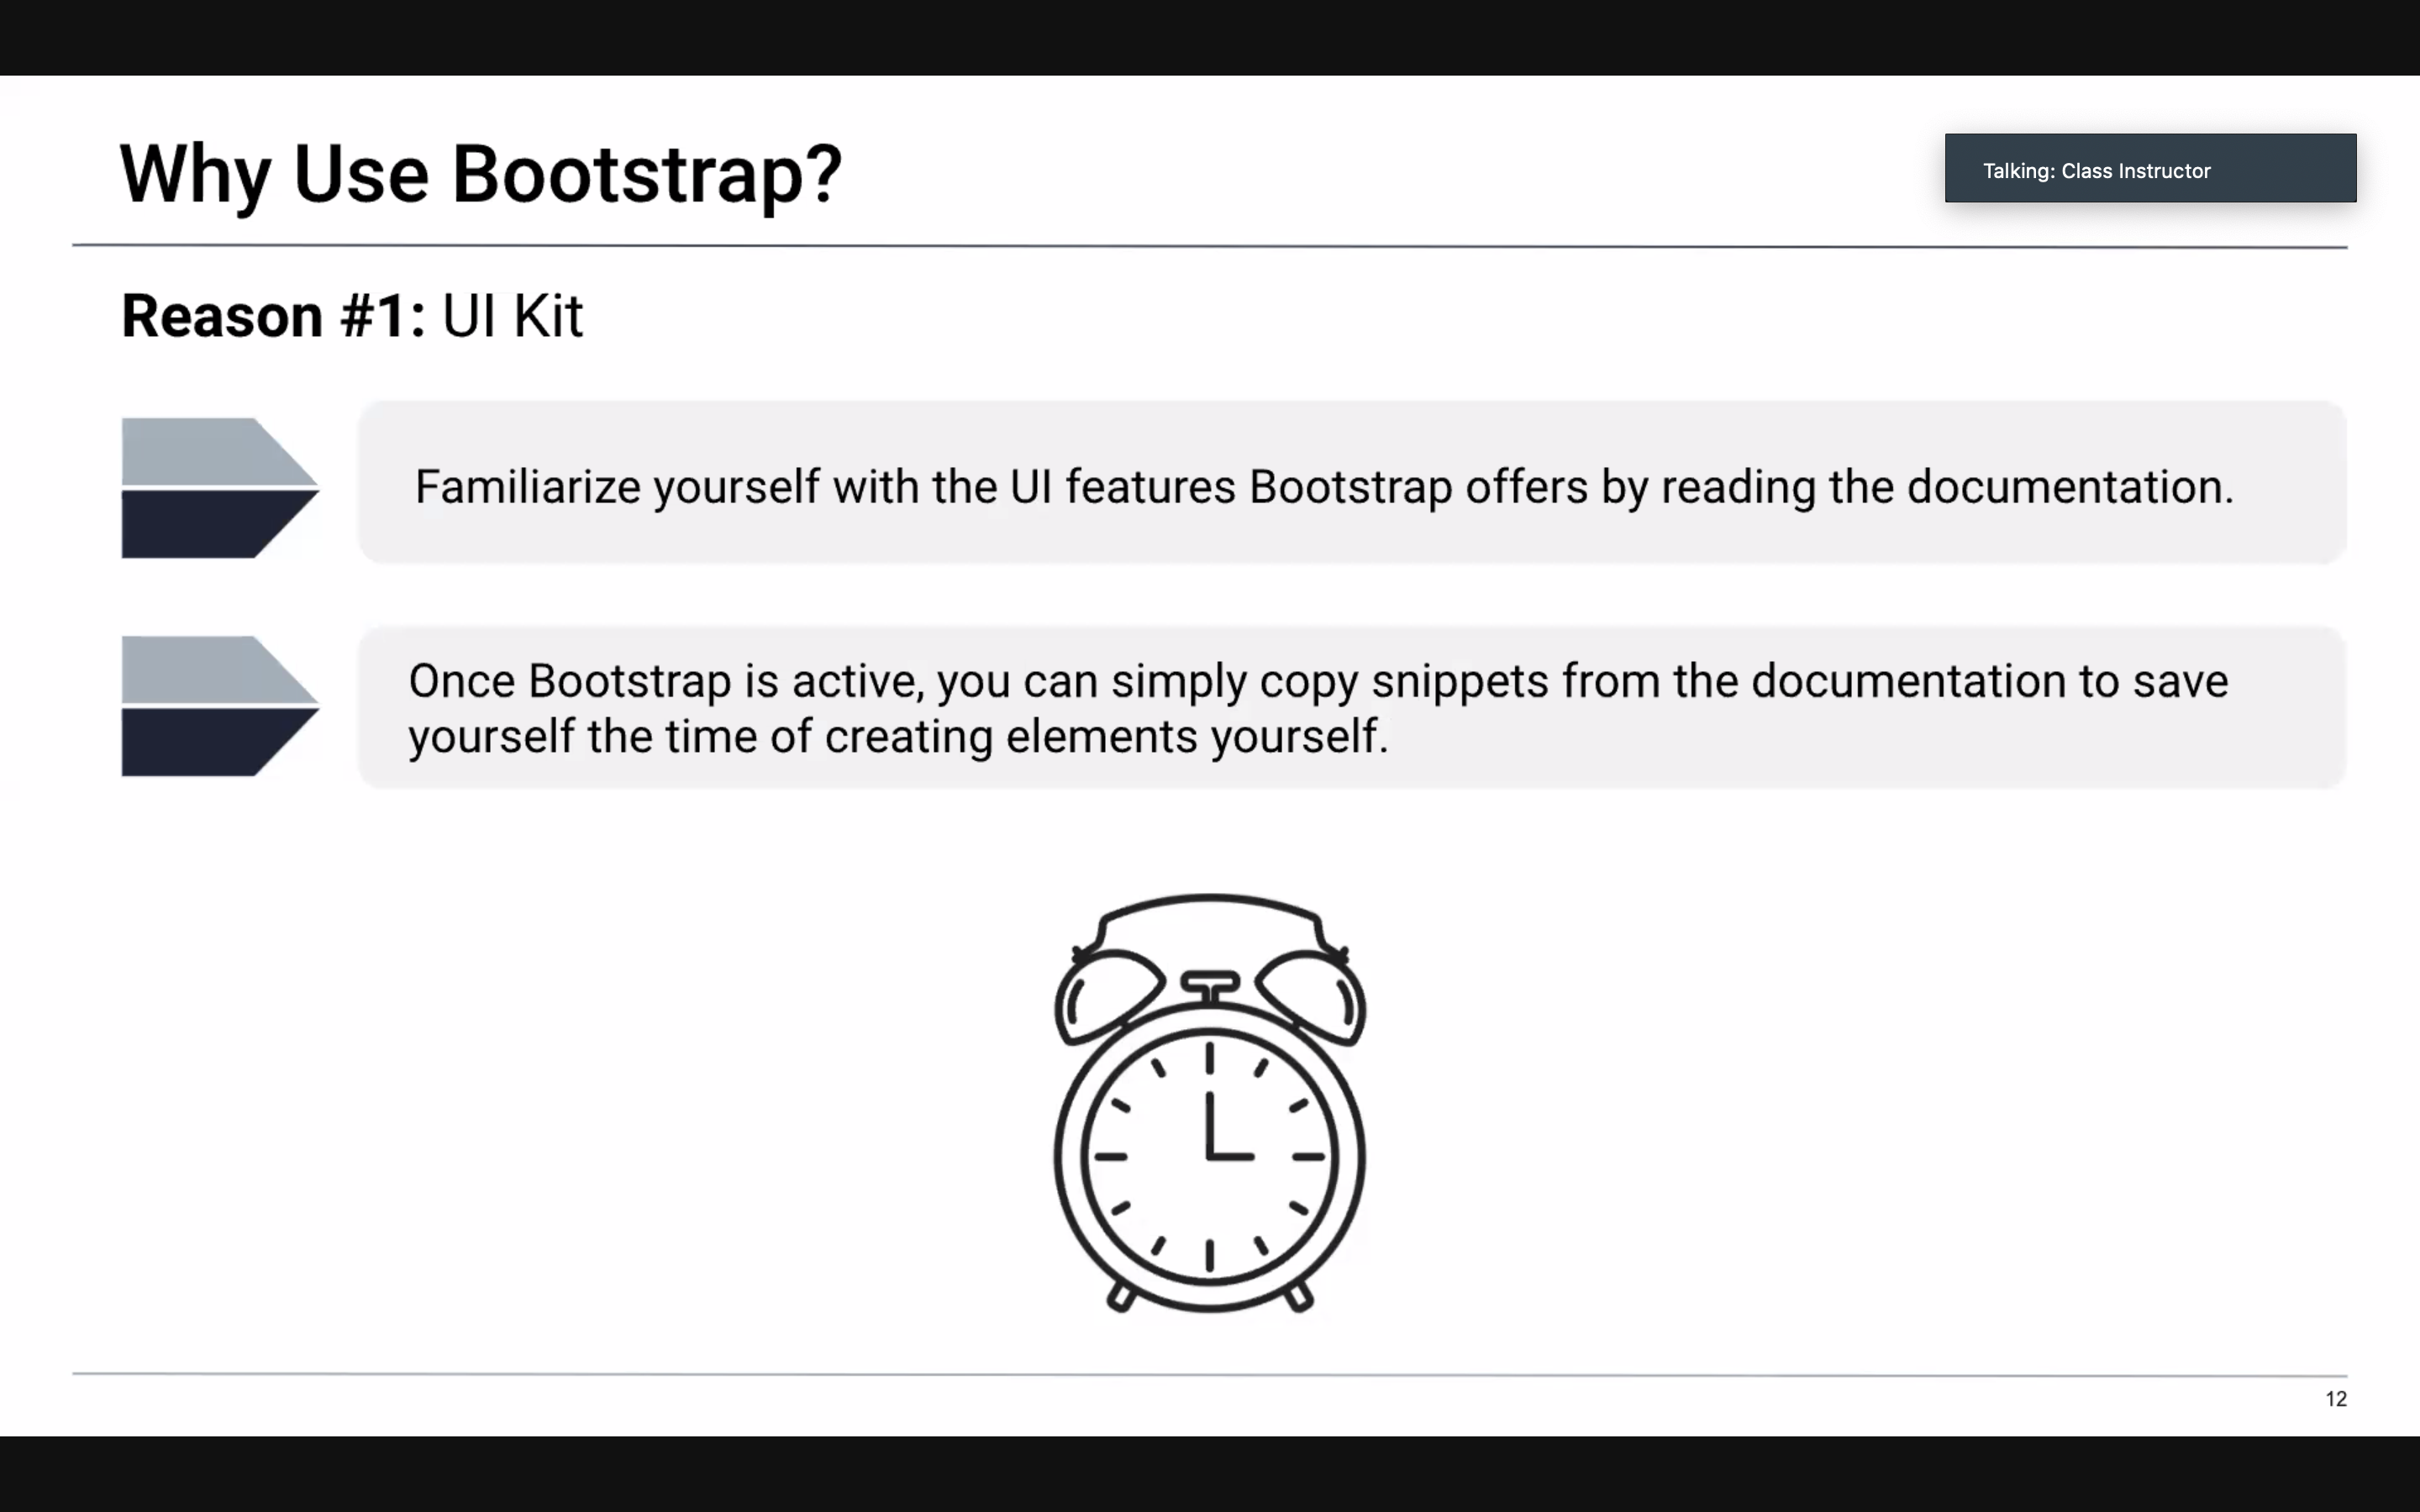 Why Use Bootstrap?
Talking: Class Instructor
Reason #1: UI Kit
Familiarize yourself with the UI features Bootstrap offers by reading the documentation.
Once Bootstrap is active, you can simply copy snippets from the documentation to save
yourself the time of creating elements yourself.
12